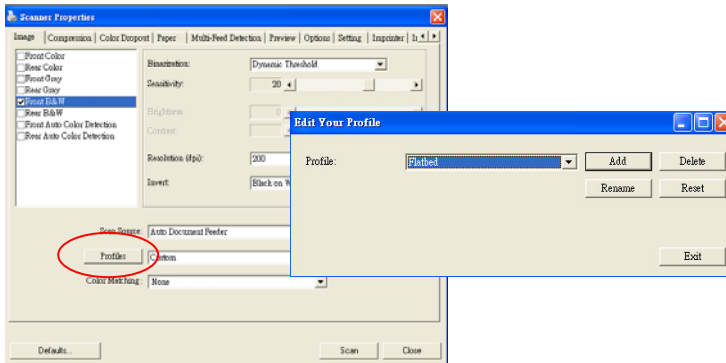 Scanner Properties
Image Compression Color Dropout Paper Multi-Feed Detection Preview Options Setting Imprinter
Front Color
Rear Color
Front Gray
Rear Gray
Front B&W
Rear B&W
Front Auto Color Detection
Rear Auto Color Detection
Binarization: Dynamic Threshold
Sensitivity: 20
Brightness: 0
Contrast:
Resolution (dpi): 200
Invert: Black on W
Scan Source: Auto Document Feeder
Profiles Custom
Color Matching: None
Defaults... Scan Close
Edit Your Profile
Profile: Flatbed Add Delete
Rename Reset
Exit